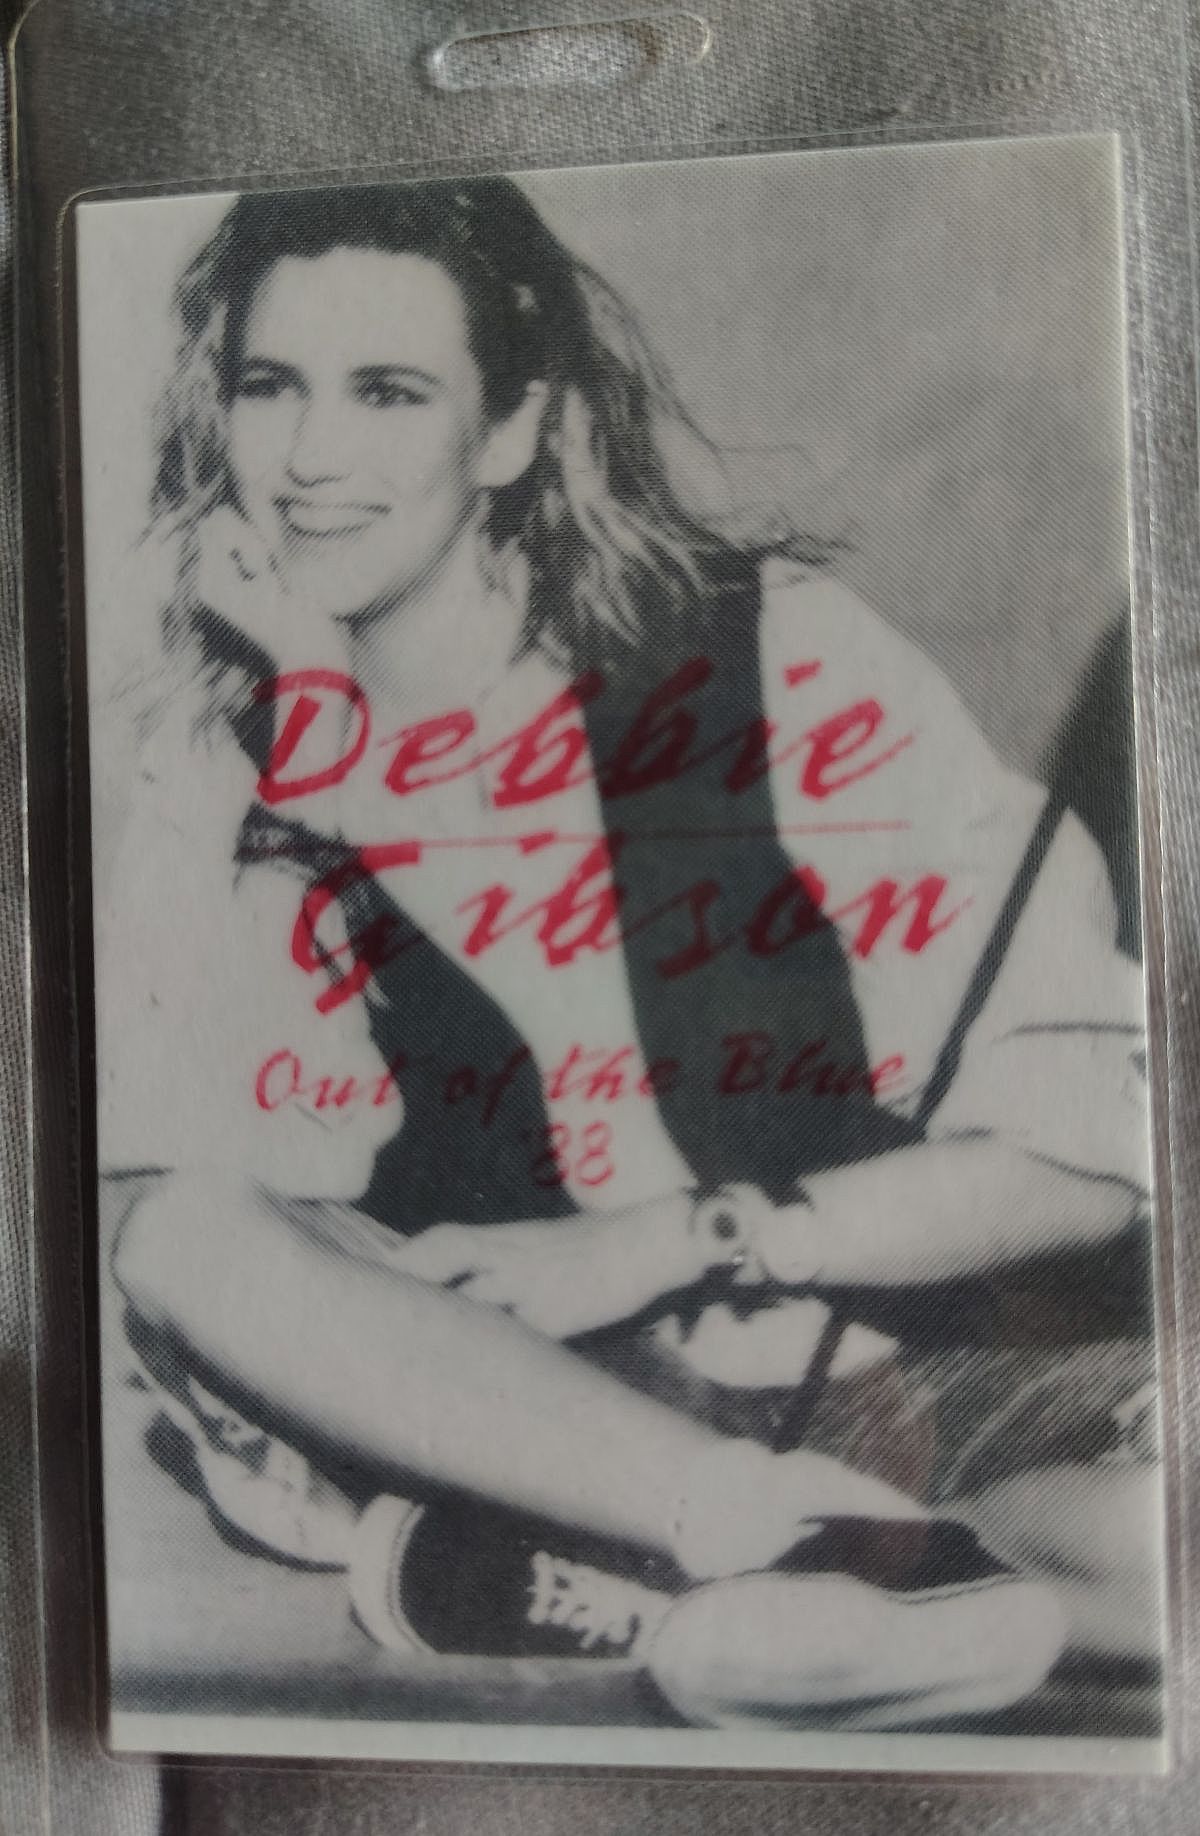 Debbie
Gibson
Out of the Blue
'88